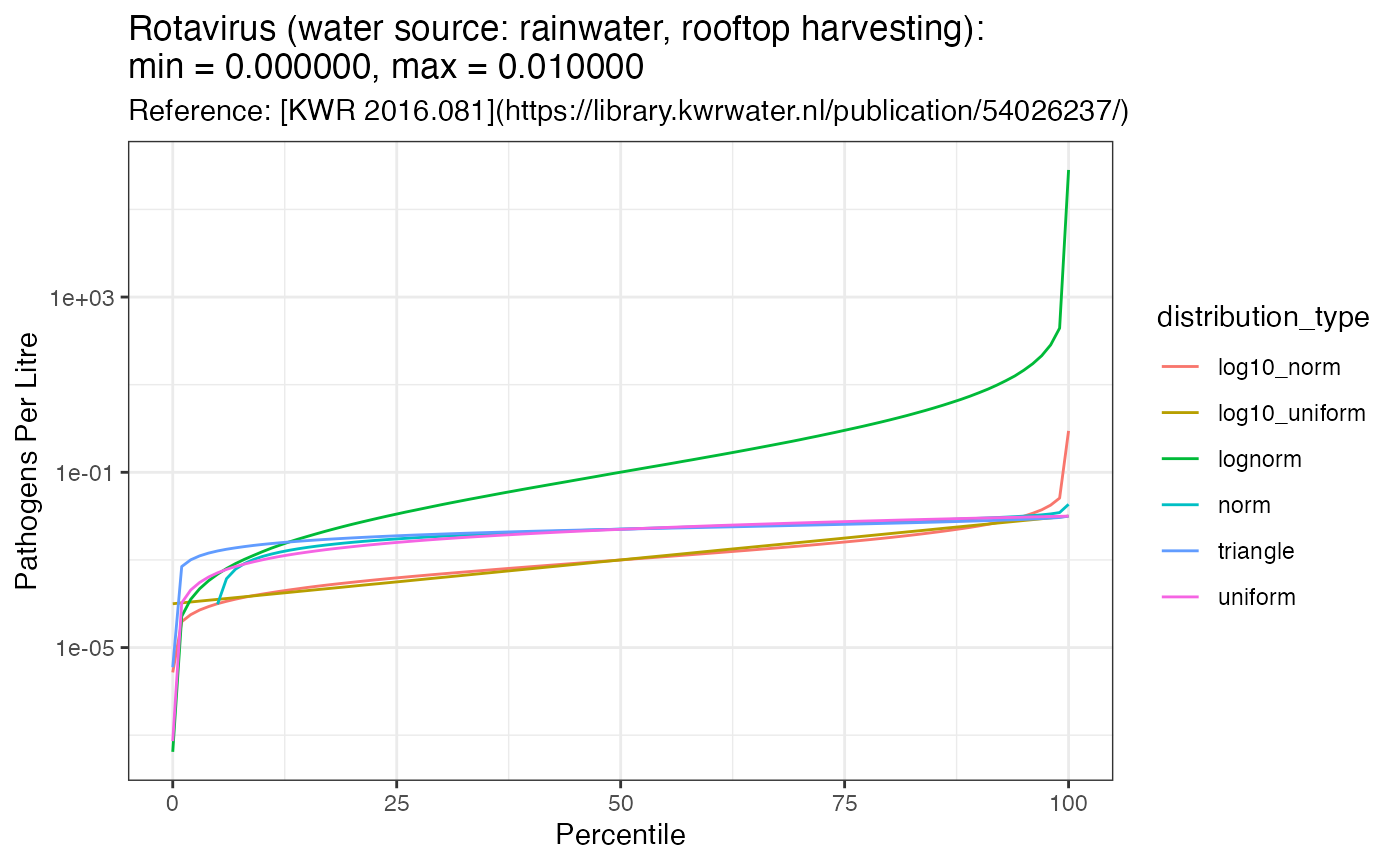 Rotavirus (water source: rainwater, rooftop harvesting):
min = 0.000000, max = 0.010000
Reference: [KWR 2016.081](https://library.kwrwater.nl/publication/54026237/)
Pathogens Per Litre
1e+03
1e-01
1e-05
0 25 50 75 100
Percentile
distribution_type
log10_norm
log10_uniform
lognorm
norm
triangle
uniform